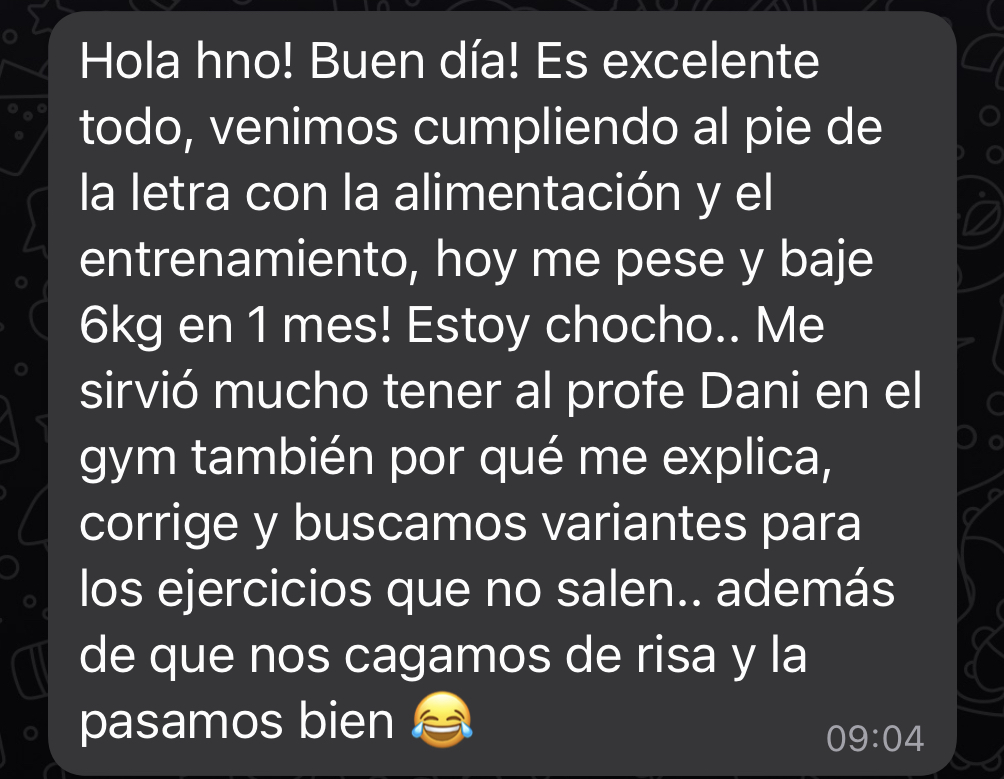 Hola hno! Buen día! Es excelente
todo, venimos cumpliendo al pie de
la letra con la alimentación y el
entrenamiento, hoy me pese y baje
6kg en 1 mes! Estoy chocho.. Me
sirvió mucho tener al profe Dani en el
gym también por qué me explica,
corrige y buscamos variantes para
los ejercicios que no salen.. además
de que nos cagamos de risa y la
pasamos bien 😂
09:04